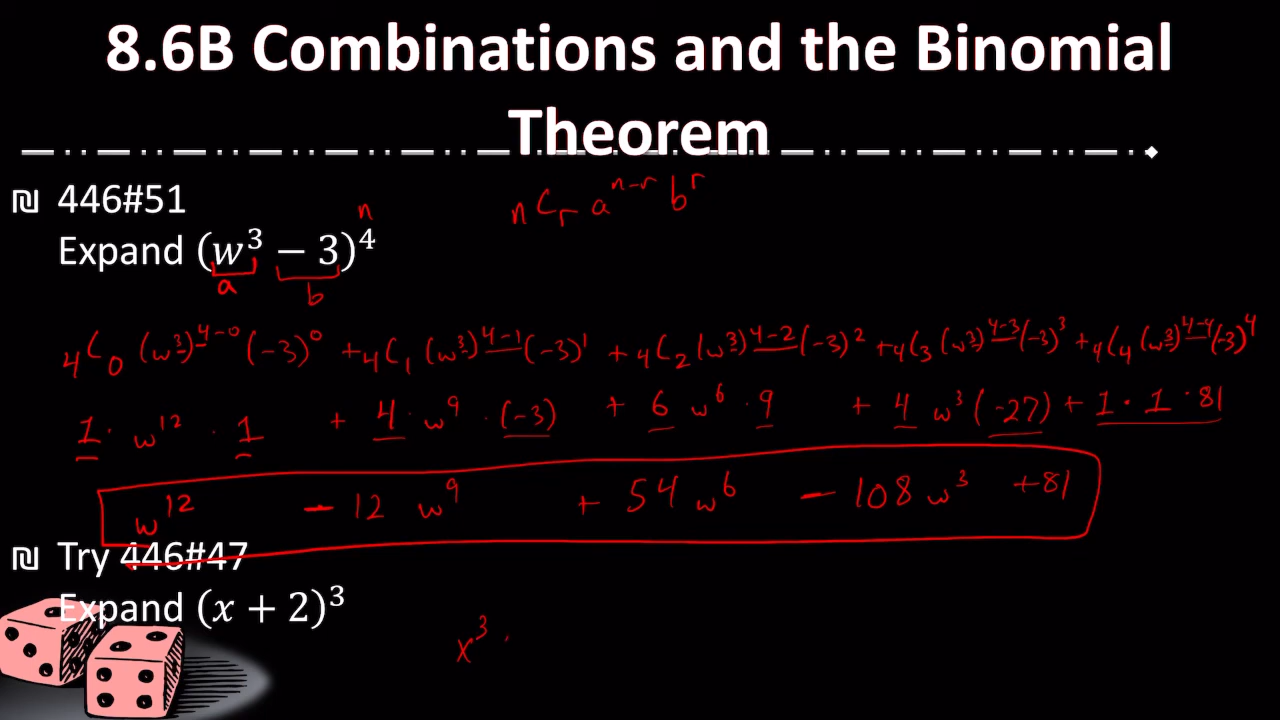 8.6B Combinations and the Binomial
Theorem
₪ 446#51
Expand (w³ − 3)⁴
n
a
b
nCr aⁿ⁻ʳ bʳ
₄C₀ (w³)⁴⁻⁰ (-3)⁰ + ₄C₁ (w³)⁴⁻¹ (-3)¹ + ₄C₂ (w³)⁴⁻² (-3)² + ₄C₃ (w³)⁴⁻³ (-3)³ + ₄C₄ (w³)⁴⁻⁴ (-3)⁴
1 · w¹² · 1 + 4 · w⁹ · (-3) + 6 w⁶ · 9 + 4 w³ (-27) + 1 · 1 · 81
w¹² - 12 w⁹ + 54 w⁶ - 108 w³ + 81
₪ Try 446#47
Expand (x + 2)³
x³